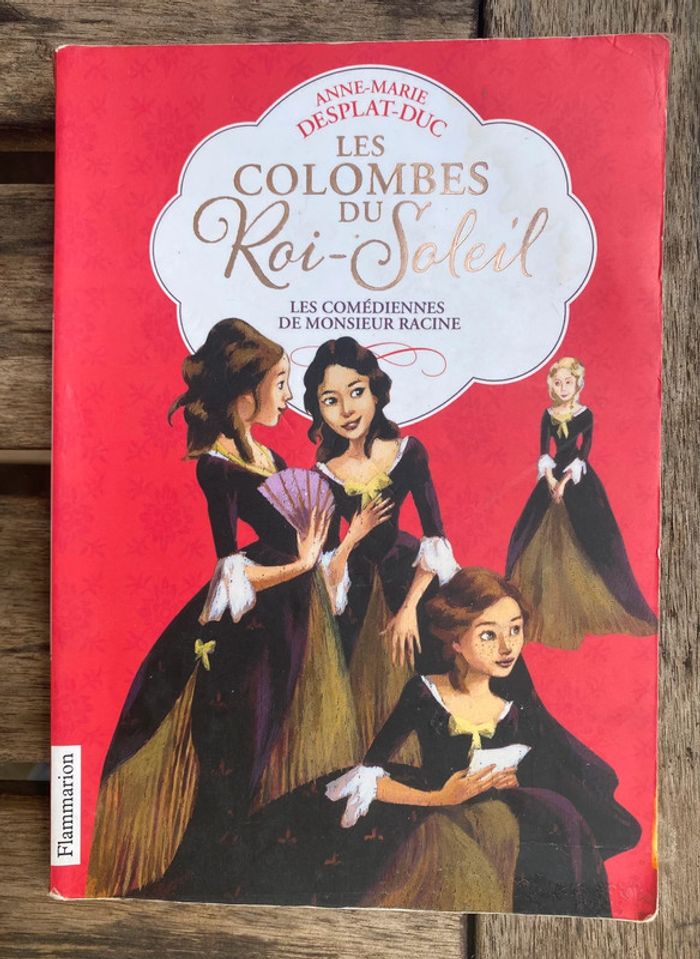 ANNE-MARIE
DESPLAT-DUC
LES
COLOMBES
DU
Roi-Soleil
LES COMÉDIENNES
DE MONSIEUR RACINE
Flammarion